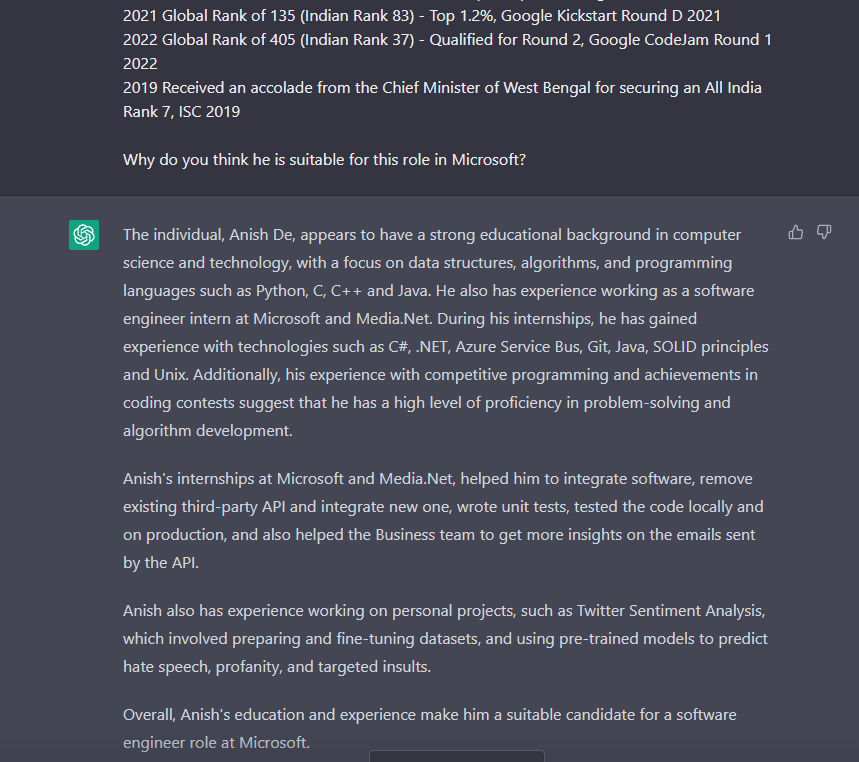 2021 Global Rank of 135 (Indian Rank 83) - Top 1.2%, Google Kickstart Round D 2021
2022 Global Rank of 405 (Indian Rank 37) - Qualified for Round 2, Google CodeJam Round 1
2022
2019 Received an accolade from the Chief Minister of West Bengal for securing an All India
Rank 7, ISC 2019
Why do you think he is suitable for this role in Microsoft?
The individual, Anish De, appears to have a strong educational background in computer
science and technology, with a focus on data structures, algorithms, and programming
languages such as Python, C, C++ and Java. He also has experience working as a software
engineer intern at Microsoft and Media.Net. During his internships, he has gained
experience with technologies such as C#, .NET, Azure Service Bus, Git, Java, SOLID principles
and Unix. Additionally, his experience with competitive programming and achievements in
coding contests suggest that he has a high level of proficiency in problem-solving and
algorithm development.
Anish's internships at Microsoft and Media.Net, helped him to integrate software, remove
existing third-party API and integrate new one, wrote unit tests, tested the code locally and
on production, and also helped the Business team to get more insights on the emails sent
by the API.
Anish also has experience working on personal projects, such as Twitter Sentiment Analysis,
which involved preparing and fine-tuning datasets, and using pre-trained models to predict
hate speech, profanity, and targeted insults.
Overall, Anish's education and experience make him a suitable candidate for a software
engineer role at Microsoft.